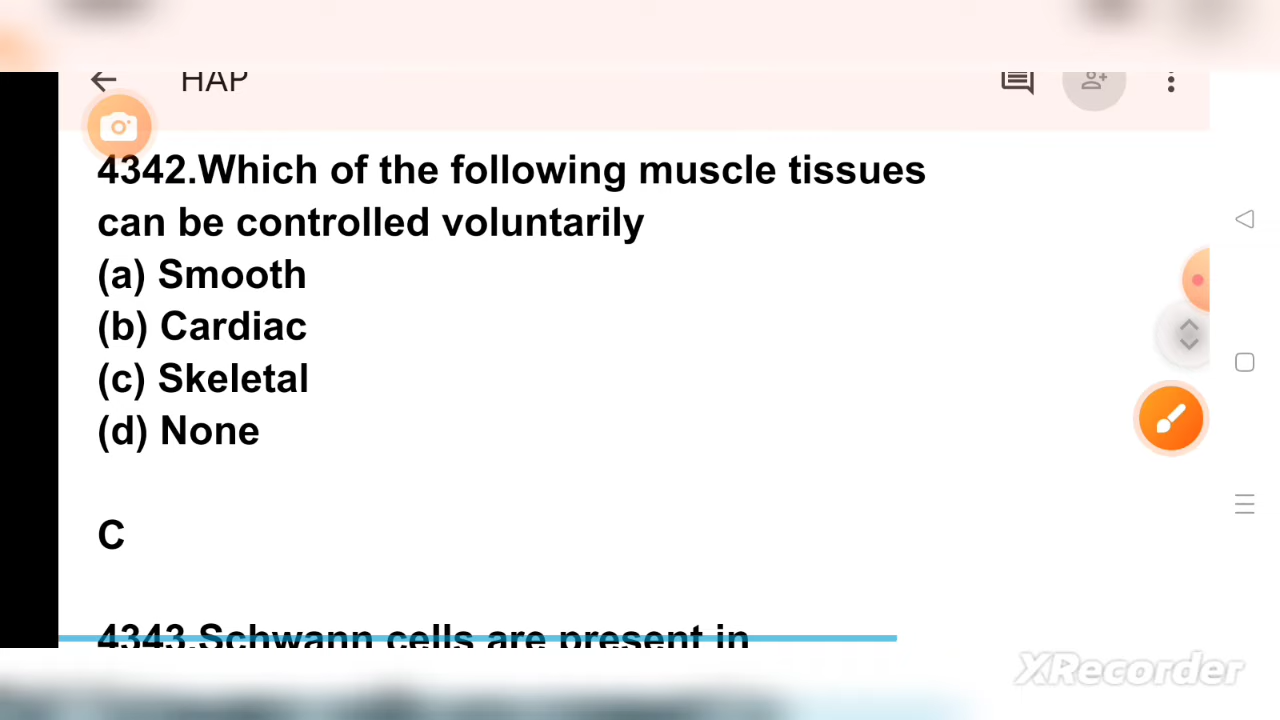 HAP
4342.Which of the following muscle tissues
can be controlled voluntarily
(a) Smooth
(b) Cardiac
(c) Skeletal
(d) None
C
4343.Schwann cells are present in
XRecorder